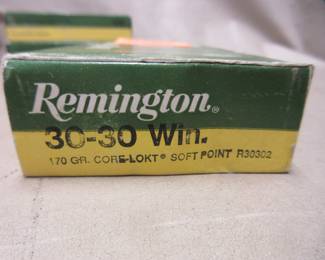 Remington®
30-30 Win.
170 GR. CORE-LOKT® SOFT POINT R30302